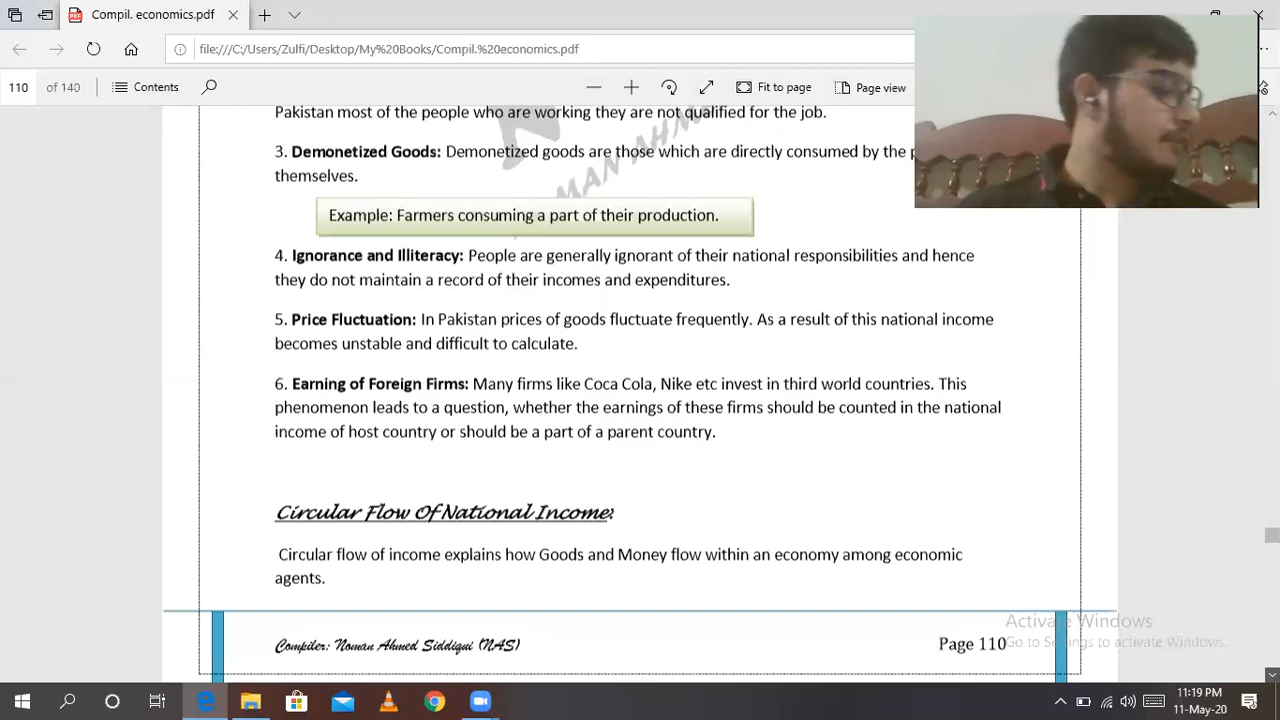 Compil. economics.pdf
file:///C:/Users/Zulfi/Desktop/My%20Books/Compil.%20economics.pdf
110 of 140 Contents Fit to page Page view
Pakistan most of the people who are working they are not qualified for the job.
MAN AHM
3. Demonetized Goods: Demonetized goods are those which are directly consumed by the
themselves.
Example: Farmers consuming a part of their production.
4. Ignorance and Illiteracy: People are generally ignorant of their national responsibilities and hence
they do not maintain a record of their incomes and expenditures.
5. Price Fluctuation: In Pakistan prices of goods fluctuate frequently. As a result of this national income
becomes unstable and difficult to calculate.
6. Earning of Foreign Firms: Many firms like Coca Cola, Nike etc invest in third world countries. This
phenomenon leads to a question, whether the earnings of these firms should be counted in the national
income of host country or should be a part of a parent country.
Circular Flow Of National Income:
Circular flow of income explains how Goods and Money flow within an economy among economic
agents.
Activate Windows
Go to Settings to activate Windows.
Compiler: Noman Ahmed Siddiqui (NAS) Page 110
11:19 PM
11-May-20